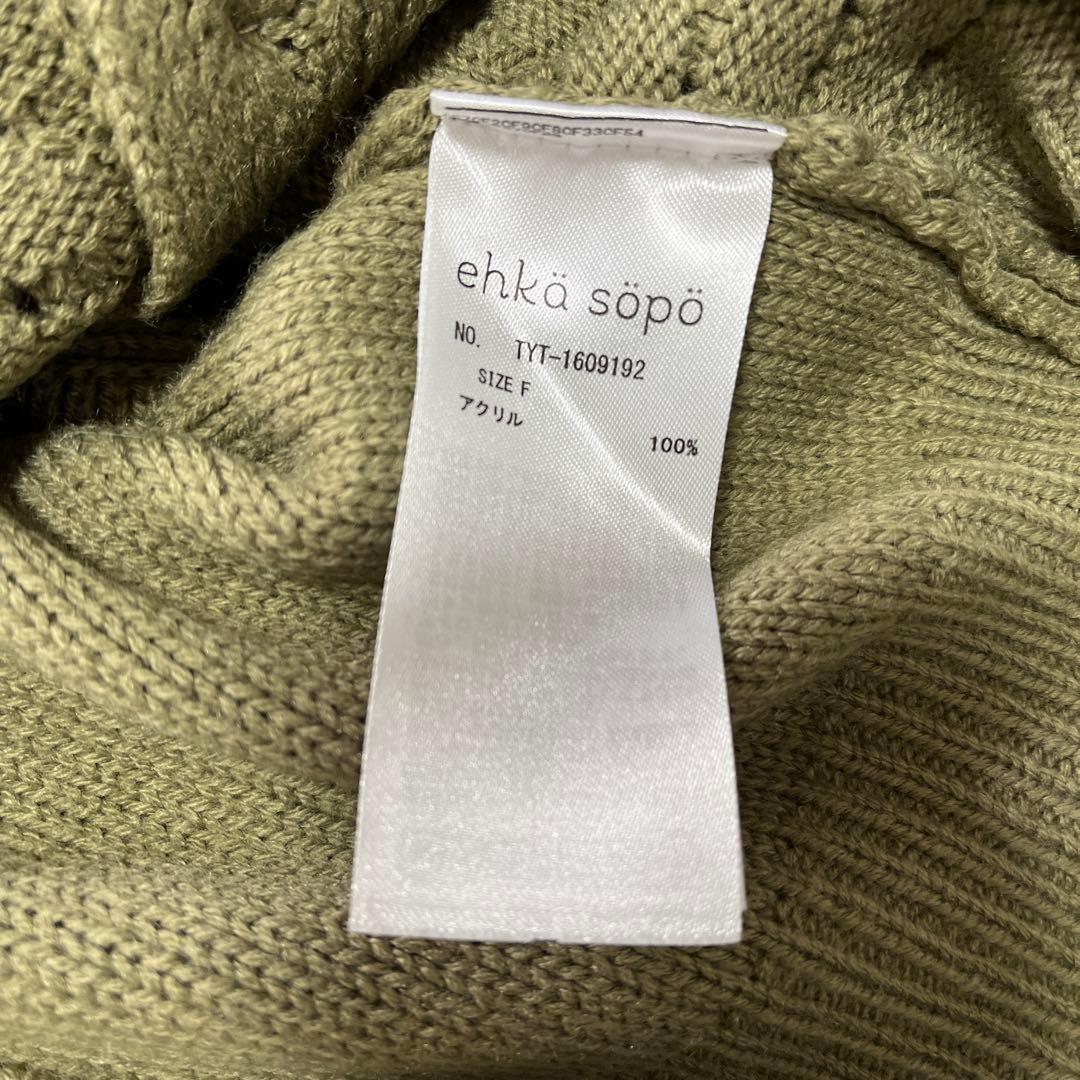 ehkä söpö
NO. TYT-1609192
SIZE F
アクリル
100%